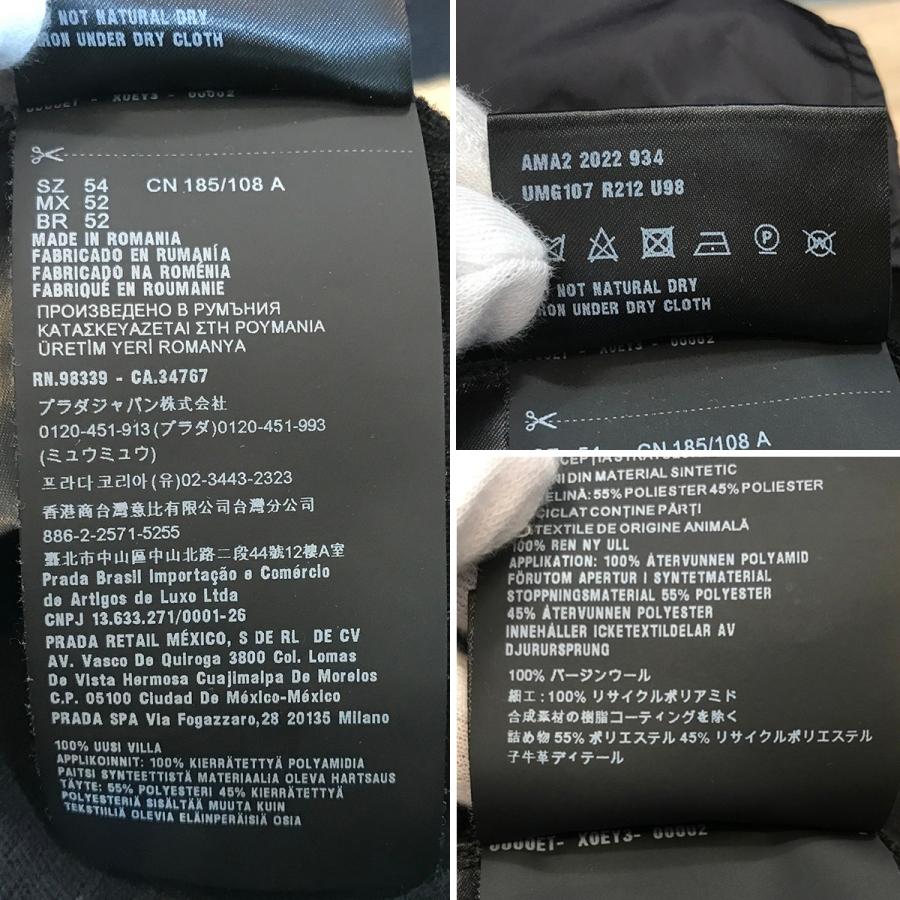 NOT NATURAL DRY
IRON UNDER DRY CLOTH
X0EY3 - 00002
SZ 54 CN 185/108 A
MX 52
BR 52
MADE IN ROMANIA
FABRICADO EN RUMANÍA
FABRICADO NA ROMÉNIA
FABRIQUÉ EN ROUMANIE
ПРОИЗВЕДЕНО В РУМЪНИЯ
ΚΑΤΑΣΚΕΥΑΖΕΤΑΙ ΣΤΗ ΡΟΥΜΑΝΙΑ
ÜRETİM YERİ ROMANYA
RN.98339 - CA.34767
プラダジャパン株式会社
0120-451-913(プラダ)0120-451-993
(ミュウミュウ)
프라다코리아(유)02-3443-2323
香港商台灣意比有限公司台灣分公司
886-2-2571-5255
臺北市中山區中山北路二段44號12樓A室
Prada Brasil Importação e Comércio
de Artigos de Luxo Ltda
CNPJ 13.633.271/0001-26
PRADA RETAIL MÉXICO, S DE RL DE CV
AV. Vasco De Quiroga 3800 Col. Lomas
De Vista Hermosa Cuajimalpa De Morelos
C.P. 05100 Ciudad De México-México
PRADA SPA Via Fogazzaro,28 20135 Milano
100% UUSI VILLA
APPLIKOINNIT: 100% KIERRÄTETTYÄ POLYAMIDIA
PAITSI SYNTEETTISTÄ MATERIAALIA OLEVA HARTSAUS
TÄYTE: 55% POLYESTERI 45% KIERRÄTETTYÄ
POLYESTERIÄ SISÄLTÄÄ MUUTA KUIN
TEKSTIILIÄ OLEVIA ELÄINPERÄISIÄ OSIA
AMA2 2022 934
UMG107 R212 U98
P
W
NOT NATURAL DRY
IRON UNDER DRY CLOTH
X0EY3 - 00002
CN 185/108 A
NI DIN MATERIAL SINTETIC
ELINĂ: 55% POLIESTER 45% POLIESTER
CICLAT CONȚINE PĂRȚI
TEXTILE DE ORIGINE ANIMALĂ
100% REN NY ULL
APPLIKATION: 100% ÅTERVUNNEN POLYAMID
FÖRUTOM APERTUR I SYNTETMATERIAL
STOPPNINGSMATERIAL 55% POLYESTER
45% ÅTERVUNNEN POLYESTER
INNEHÅLLER ICKETEXTILDELAR AV
DJURURSPRUNG
100% バージンウール
細工:100% リサイクルポリアミド
合成素材の樹脂コーティングを除く
詰め物 55% ポリエステル 45% リサイクルポリエステル
子牛革ディテール
X0EY3- 00002